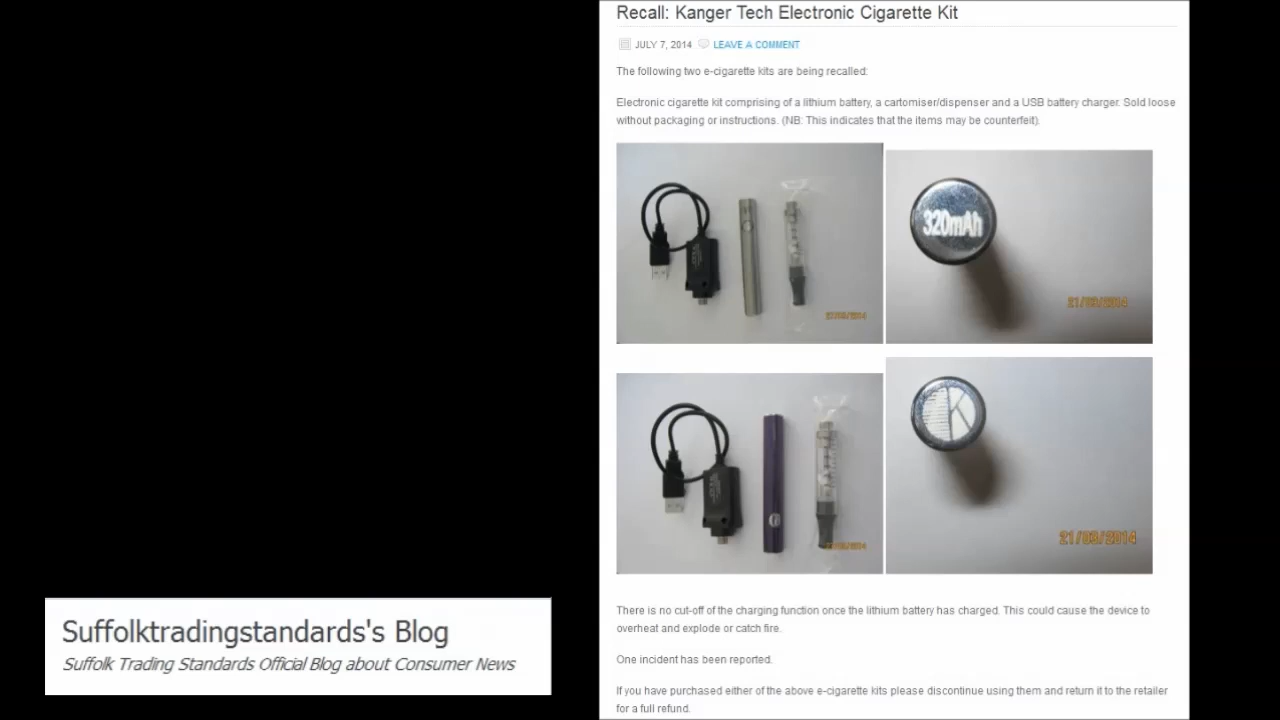 Recall: Kanger Tech Electronic Cigarette Kit
JULY 7, 2014 LEAVE A COMMENT
The following two e-cigarette kits are being recalled:
Electronic cigarette kit comprising of a lithium battery, a cartomiser/dispenser and a USB battery charger. Sold loose
without packaging or instructions. (NB: This indicates that the items may be counterfeit).
320mAh
21/03/2014
K
21/03/2014
There is no cut-off of the charging function once the lithium battery has charged. This could cause the device to
overheat and explode or catch fire.
One incident has been reported.
If you have purchased either of the above e-cigarette kits please discontinue using them and return it to the retailer
for a full refund.
Suffolktradingstandards's Blog
Suffolk Trading Standards Official Blog about Consumer News